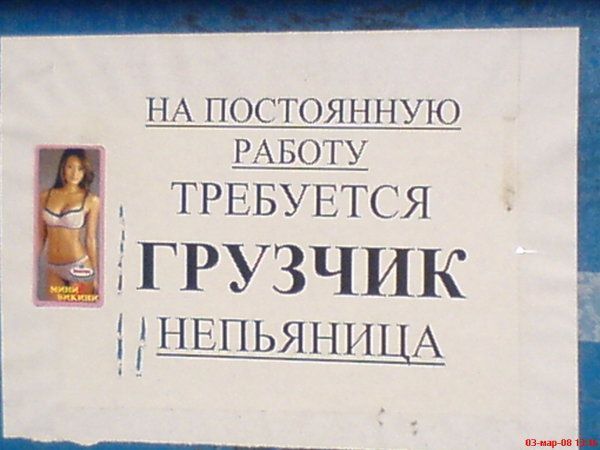 НА ПОСТОЯННУЮ
РАБОТУ
ТРЕБУЕТСЯ
ГРУЗЧИК
НЕПЬЯНИЦА
МИНИ
БИКИНИ
03-мар-08